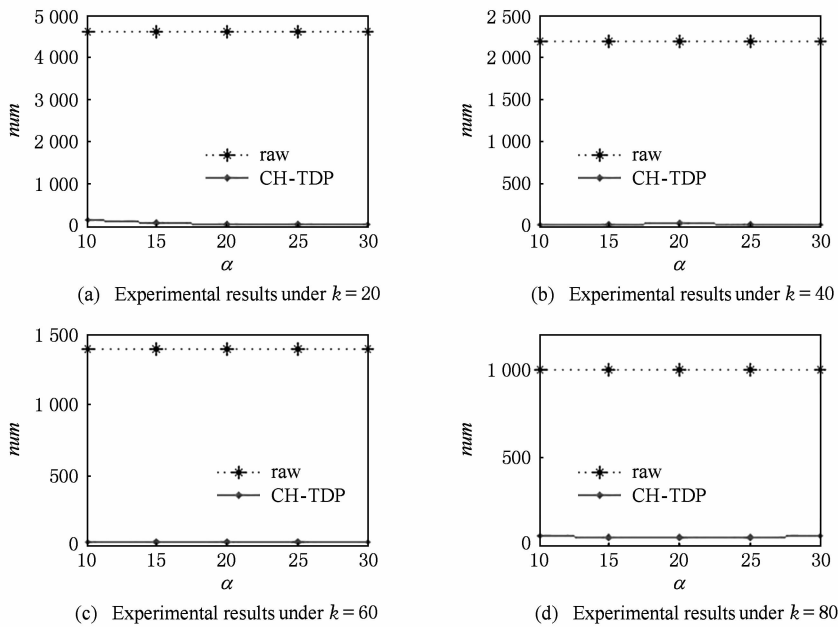 5 000
4 000
3 000
2 000
1 000
0
num
raw
CH-TDP
10 15 20 25 30
α
(a) Experimental results under k = 20
2 500
2 000
1 500
1 000
500
0
num
raw
CH-TDP
10 15 20 25 30
α
(b) Experimental results under k = 40
1 500
1 000
500
0
num
raw
CH-TDP
10 15 20 25 30
α
(c) Experimental results under k = 60
1 000
500
0
num
raw
CH-TDP
10 15 20 25 30
α
(d) Experimental results under k = 80